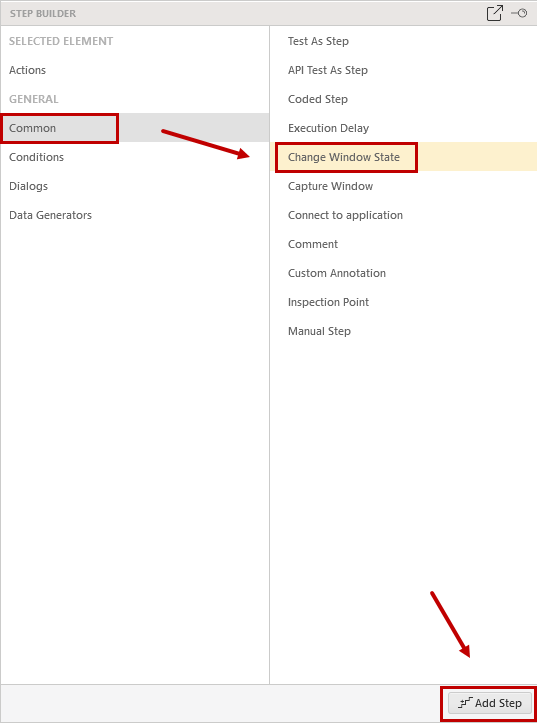 STEP BUILDER
SELECTED ELEMENT
Actions
GENERAL
Common
Conditions
Dialogs
Data Generators
Test As Step
API Test As Step
Coded Step
Execution Delay
Change Window State
Capture Window
Connect to application
Comment
Custom Annotation
Inspection Point
Manual Step
Add Step